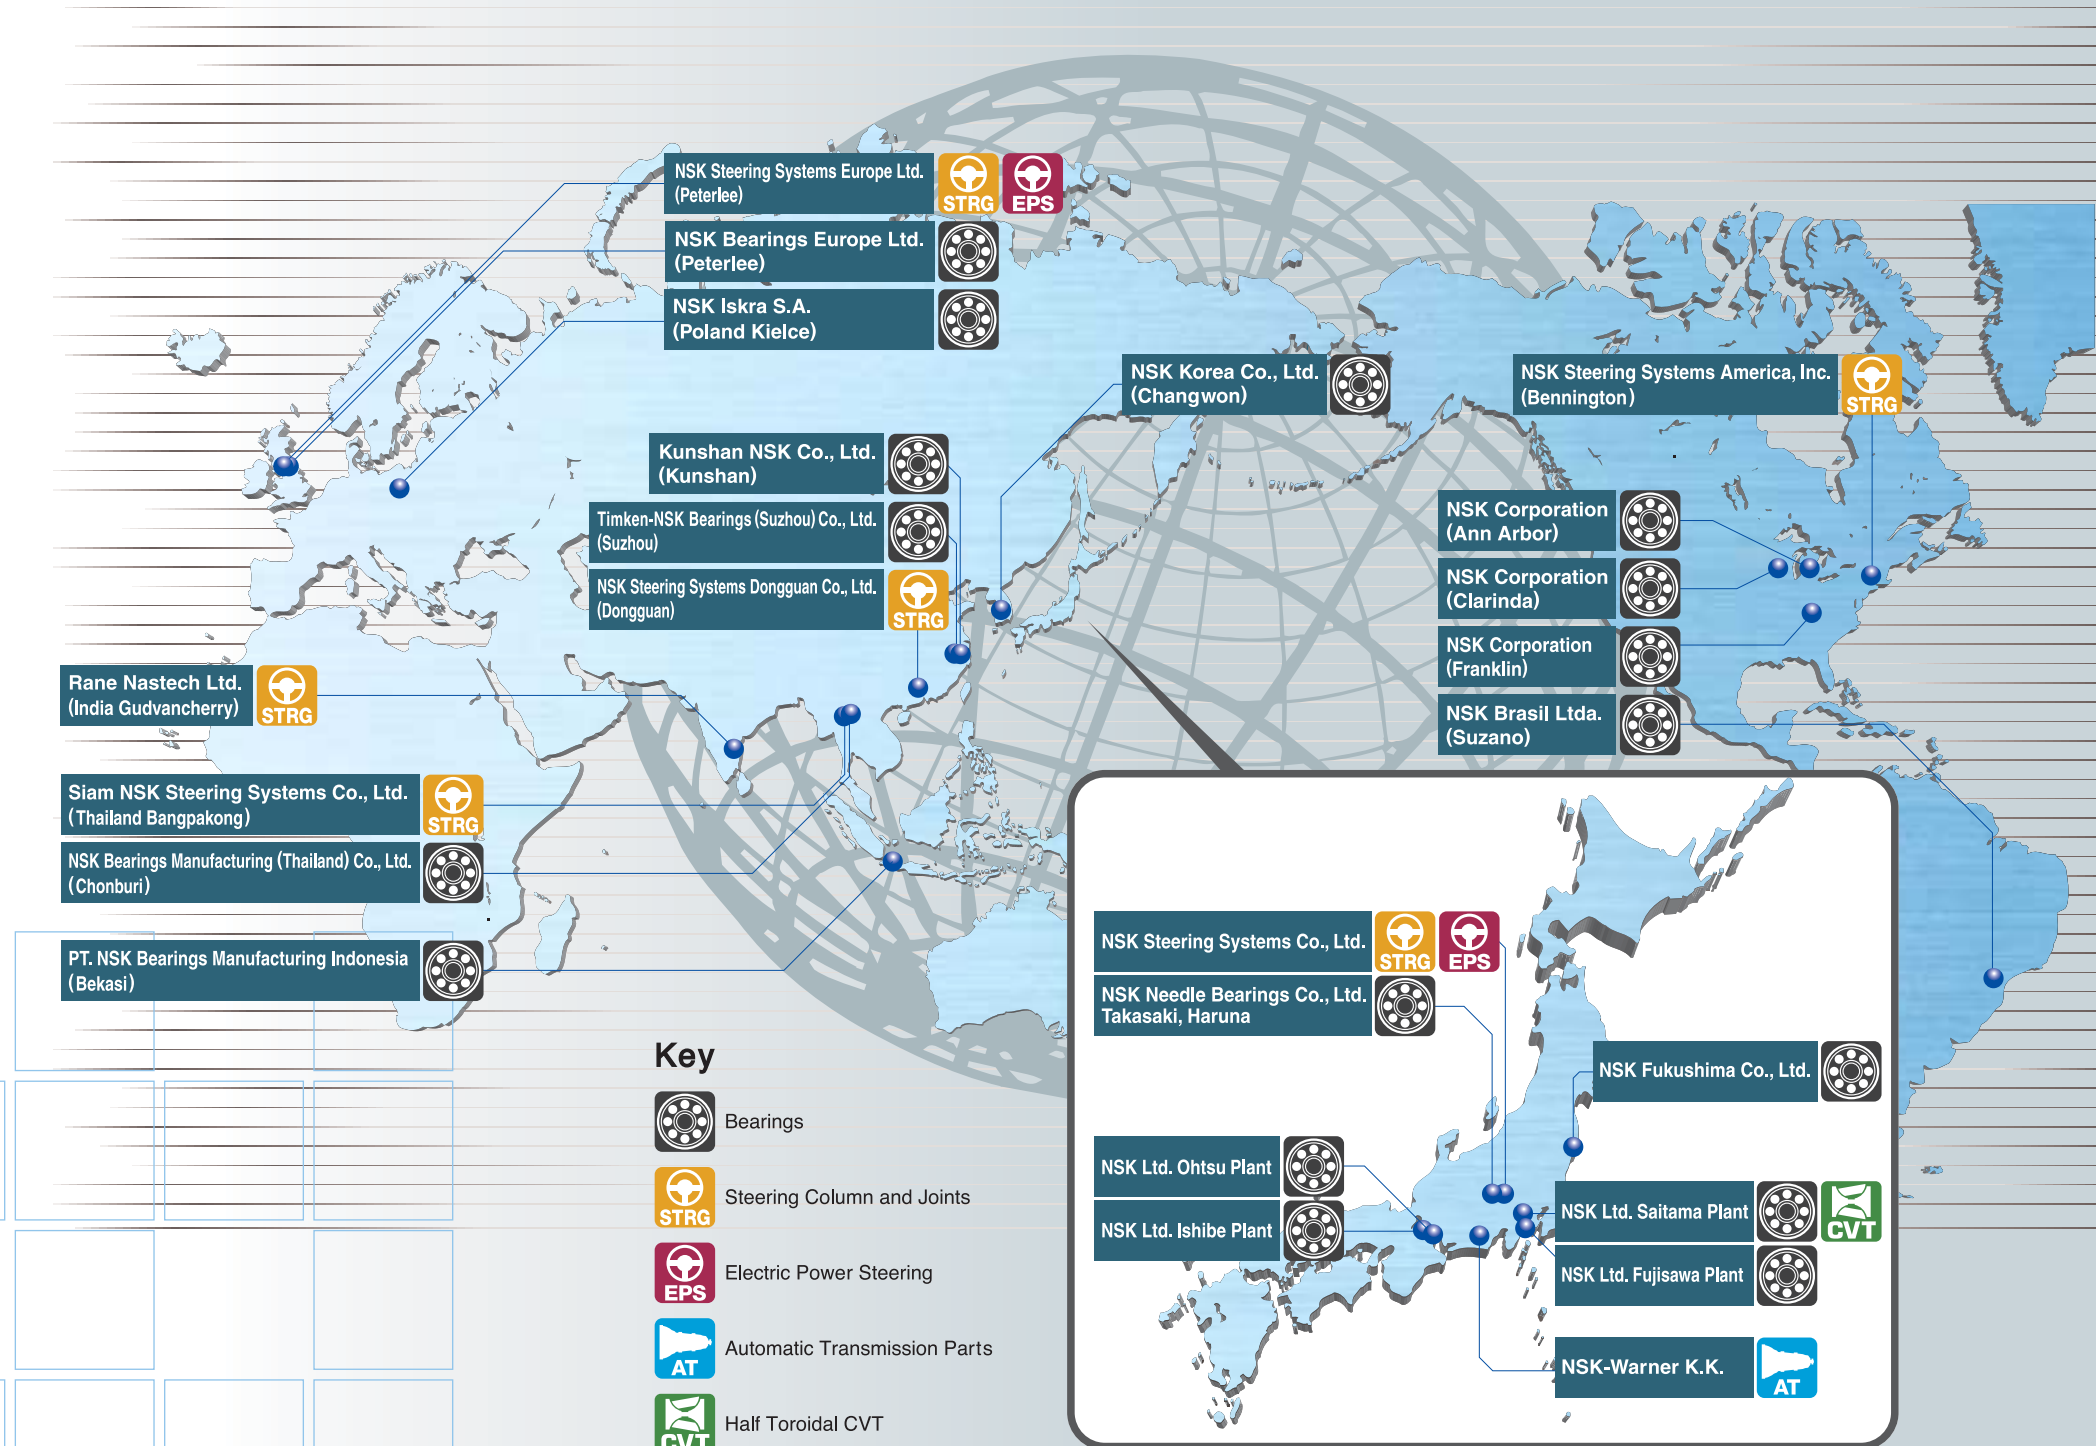 NSK Steering Systems Europe Ltd.
(Peterlee)
STRG
EPS
NSK Bearings Europe Ltd.
(Peterlee)
NSK Iskra S.A.
(Poland Kielce)
NSK Korea Co., Ltd.
(Changwon)
NSK Steering Systems America, Inc.
(Bennington)
STRG
Kunshan NSK Co., Ltd.
(Kunshan)
Timken-NSK Bearings (Suzhou) Co., Ltd.
(Suzhou)
NSK Steering Systems Dongguan Co., Ltd.
(Dongguan)
STRG
NSK Corporation
(Ann Arbor)
NSK Corporation
(Clarinda)
NSK Corporation
(Franklin)
NSK Brasil Ltda.
(Suzano)
Rane Nastech Ltd.
(India Gudvancherry)
STRG
Siam NSK Steering Systems Co., Ltd.
(Thailand Bangpakong)
STRG
NSK Bearings Manufacturing (Thailand) Co., Ltd.
(Chonburi)
PT. NSK Bearings Manufacturing Indonesia
(Bekasi)
NSK Steering Systems Co., Ltd.
STRG
EPS
NSK Needle Bearings Co., Ltd.
Takasaki, Haruna
NSK Fukushima Co., Ltd.
NSK Ltd. Ohtsu Plant
NSK Ltd. Ishibe Plant
NSK Ltd. Saitama Plant
CVT
NSK Ltd. Fujisawa Plant
NSK-Warner K.K.
AT
Key
Bearings
STRG
Steering Column and Joints
EPS
Electric Power Steering
AT
Automatic Transmission Parts
CVT
Half Toroidal CVT